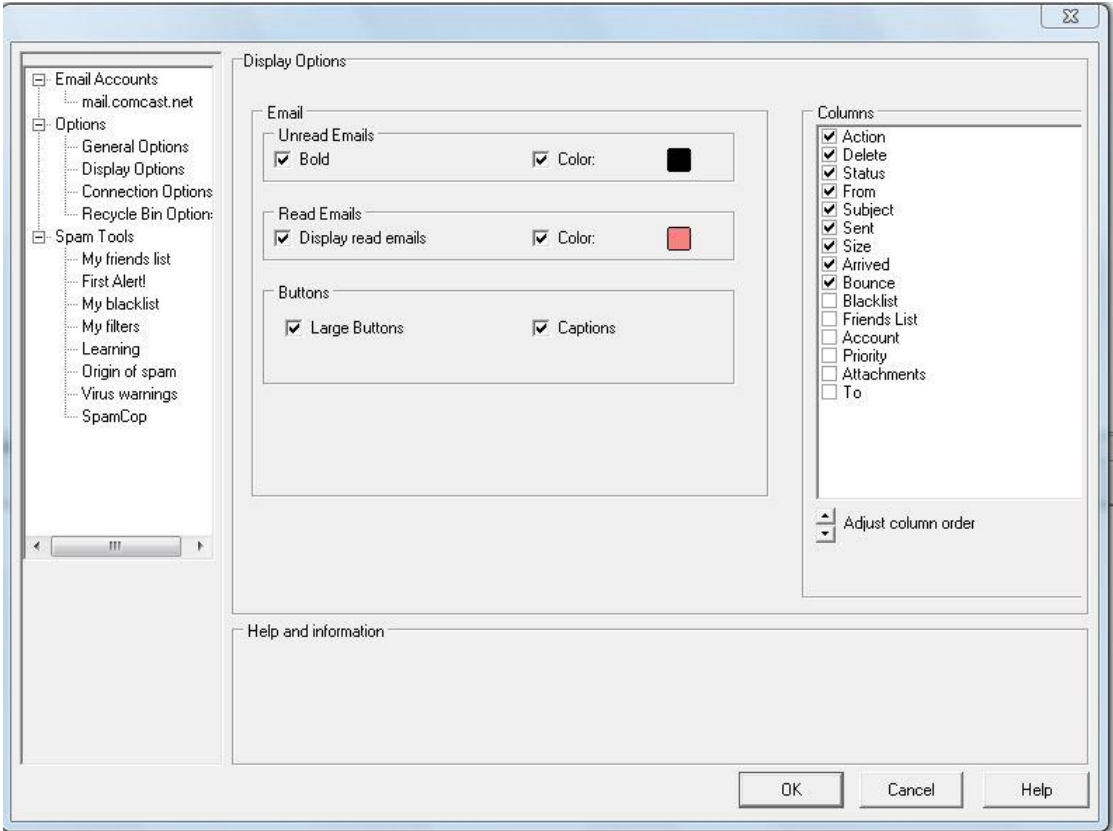 Email Accounts
mail.comcast.net
Options
General Options
Display Options
Connection Options
Recycle Bin Option
Spam Tools
My friends list
First Alert!
My blacklist
My filters
Learning
Origin of spam
Virus warnings
SpamCop
Display Options
Email
Unread Emails
Bold
Color:
Read Emails
Display read emails
Color:
Buttons
Large Buttons
Captions
Columns
Action
Delete
Status
From
Subject
Sent
Size
Arrived
Bounce
Blacklist
Friends List
Account
Priority
Attachments
To
Adjust column order
Help and information
OK
Cancel
Help